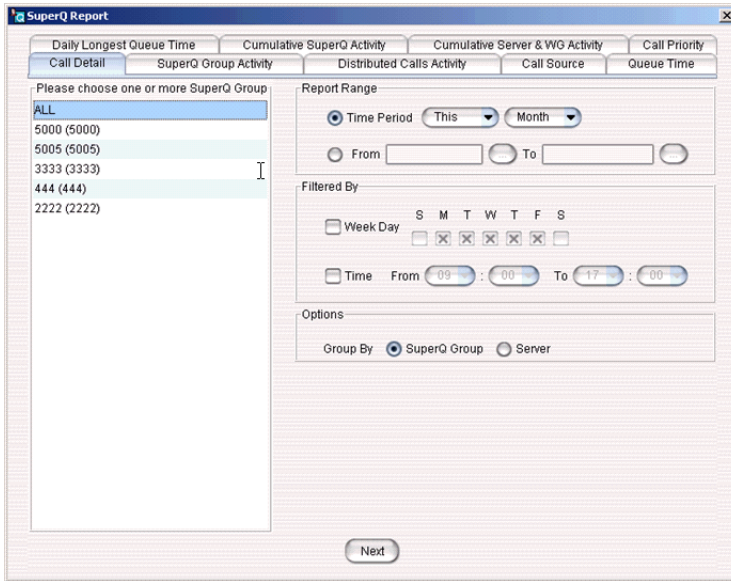 SuperQ Report
Daily Longest Queue Time Cumulative SuperQ Activity Cumulative Server & WG Activity Call Priority
Call Detail SuperQ Group Activity Distributed Calls Activity Call Source Queue Time
Please choose one or more SuperQ Group
ALL
5000 (5000)
5005 (5005)
3333 (3333)
444 (444)
2222 (2222)
Report Range
Time Period This Month
From ... To ...
Filtered By
S M T W T F S
Week Day
Time From 09 : 00 To 17 : 00
Options
Group By SuperQ Group Server
Next